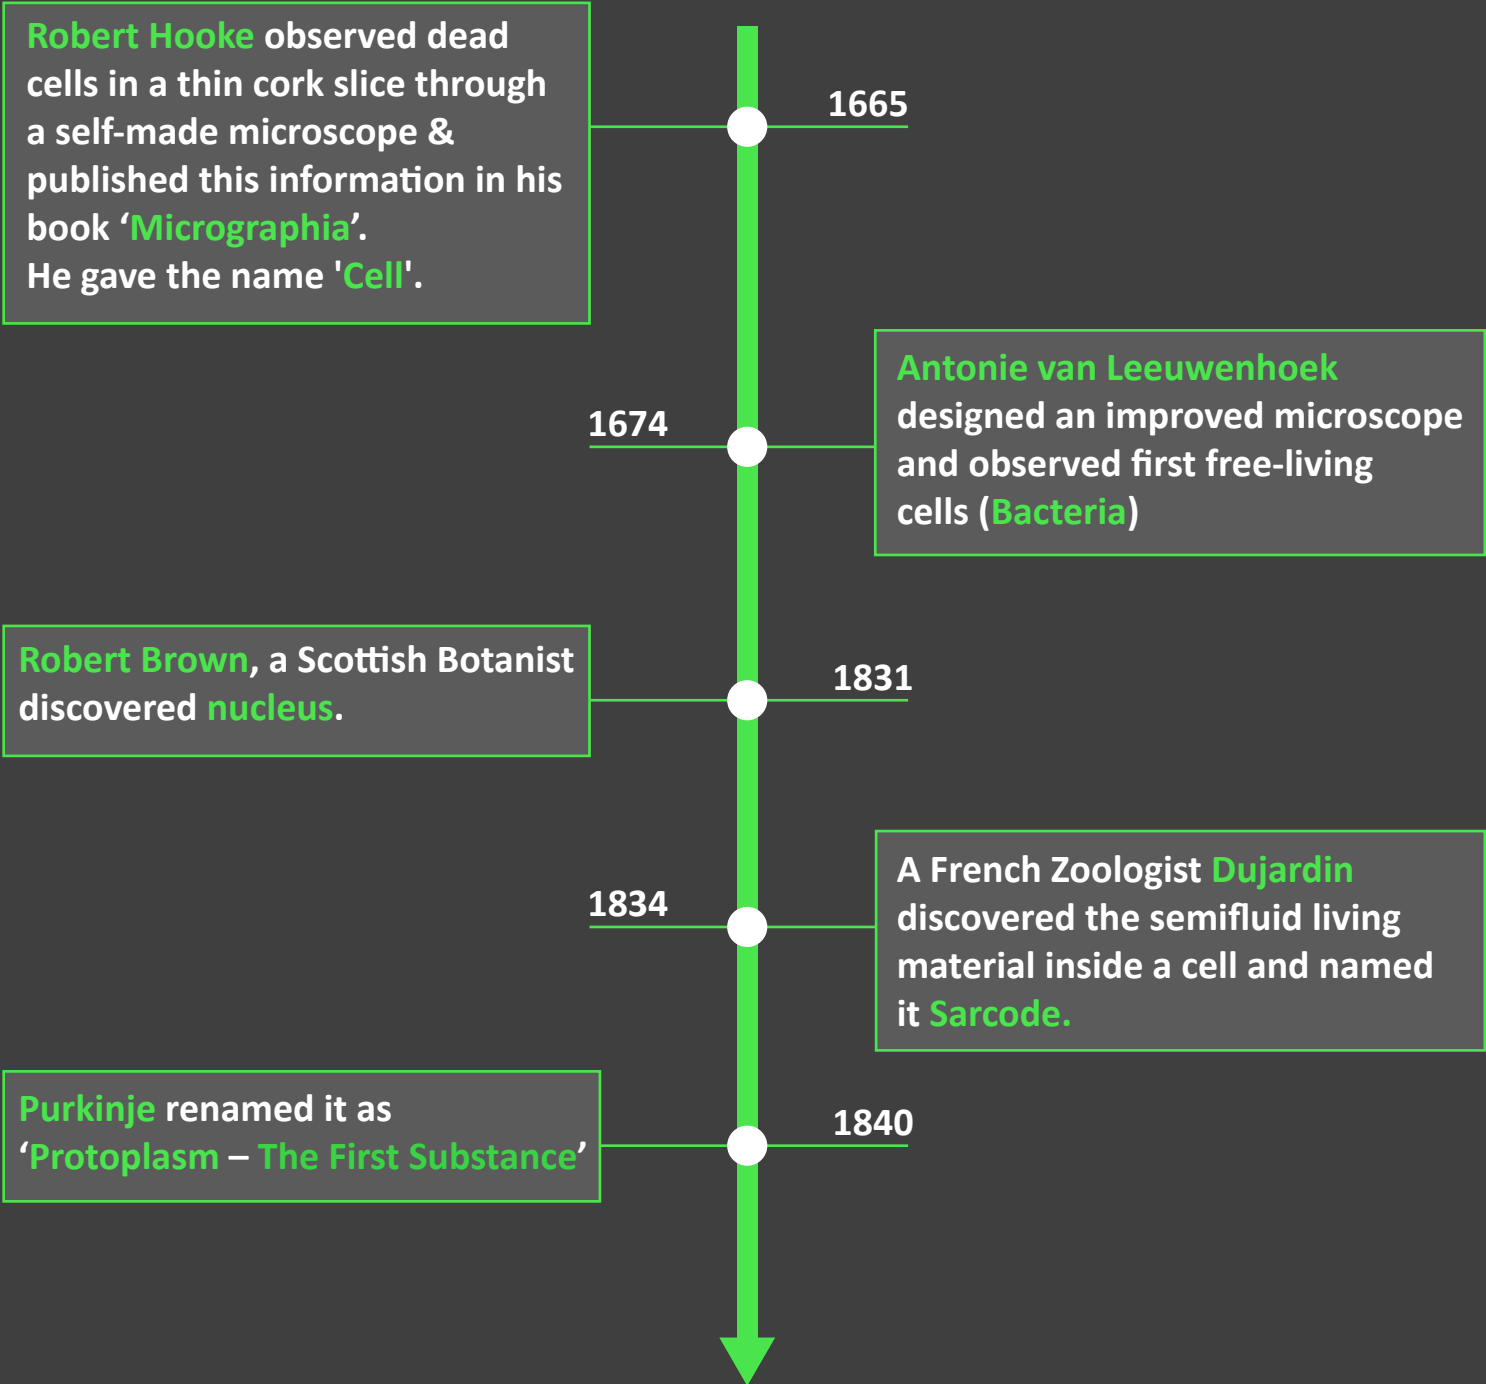 Robert Hooke observed dead
cells in a thin cork slice through
a self-made microscope &
published this information in his
book ‘Micrographia’.
He gave the name 'Cell'.
1665
1674
Antonie van Leeuwenhoek
designed an improved microscope
and observed first free-living
cells (Bacteria)
Robert Brown, a Scottish Botanist
discovered nucleus.
1831
1834
A French Zoologist Dujardin
discovered the semifluid living
material inside a cell and named
it Sarcode.
Purkinje renamed it as
‘Protoplasm – The First Substance’
1840